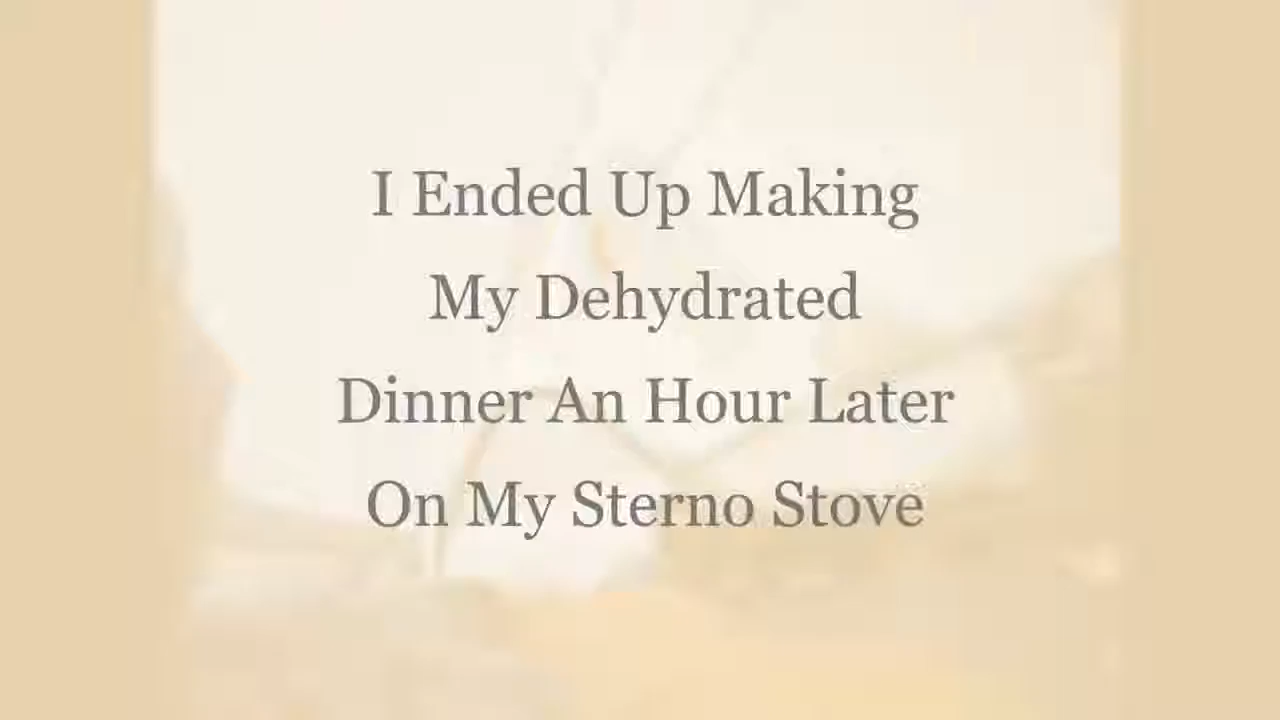 I Ended Up Making
My Dehydrated
Dinner An Hour Later
On My Sterno Stove